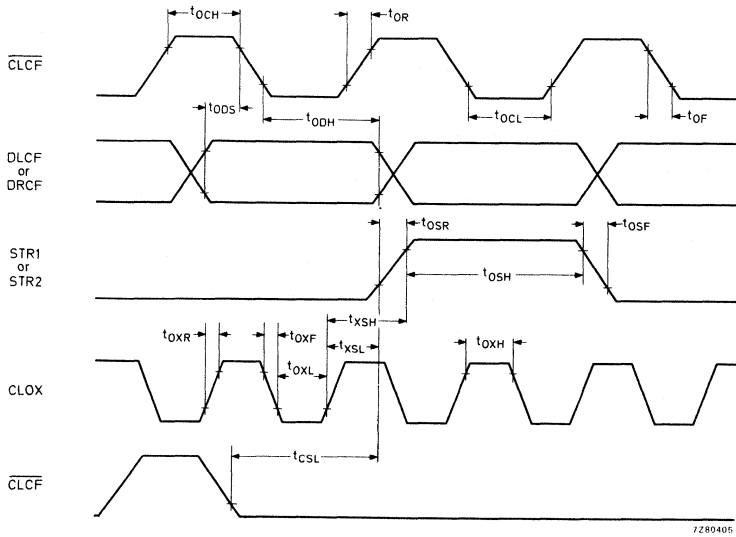 tOCH
tOR
CLCF
tODS
tODH
tOCL
tOF
DLCF
or
DRCF
tOSR
tOSF
STR1
or
STR2
tOSH
tXSH
tOXR
tOXF
tXSL
tOXH
tOXL
CLOX
tCSL
CLCF
7Z80405